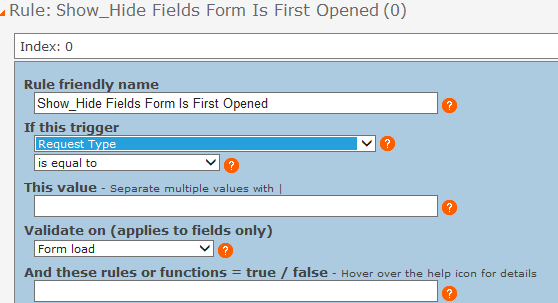 Rule: Show_Hide Fields Form Is First Opened (0)
Index: 0
Rule friendly name
Show_Hide Fields Form Is First Opened ?
If this trigger
Request Type ?
is equal to ?
This value - Separate multiple values with |
?
Validate on (applies to fields only)
Form load ?
And these rules or functions = true / false - Hover over the help icon for details
?